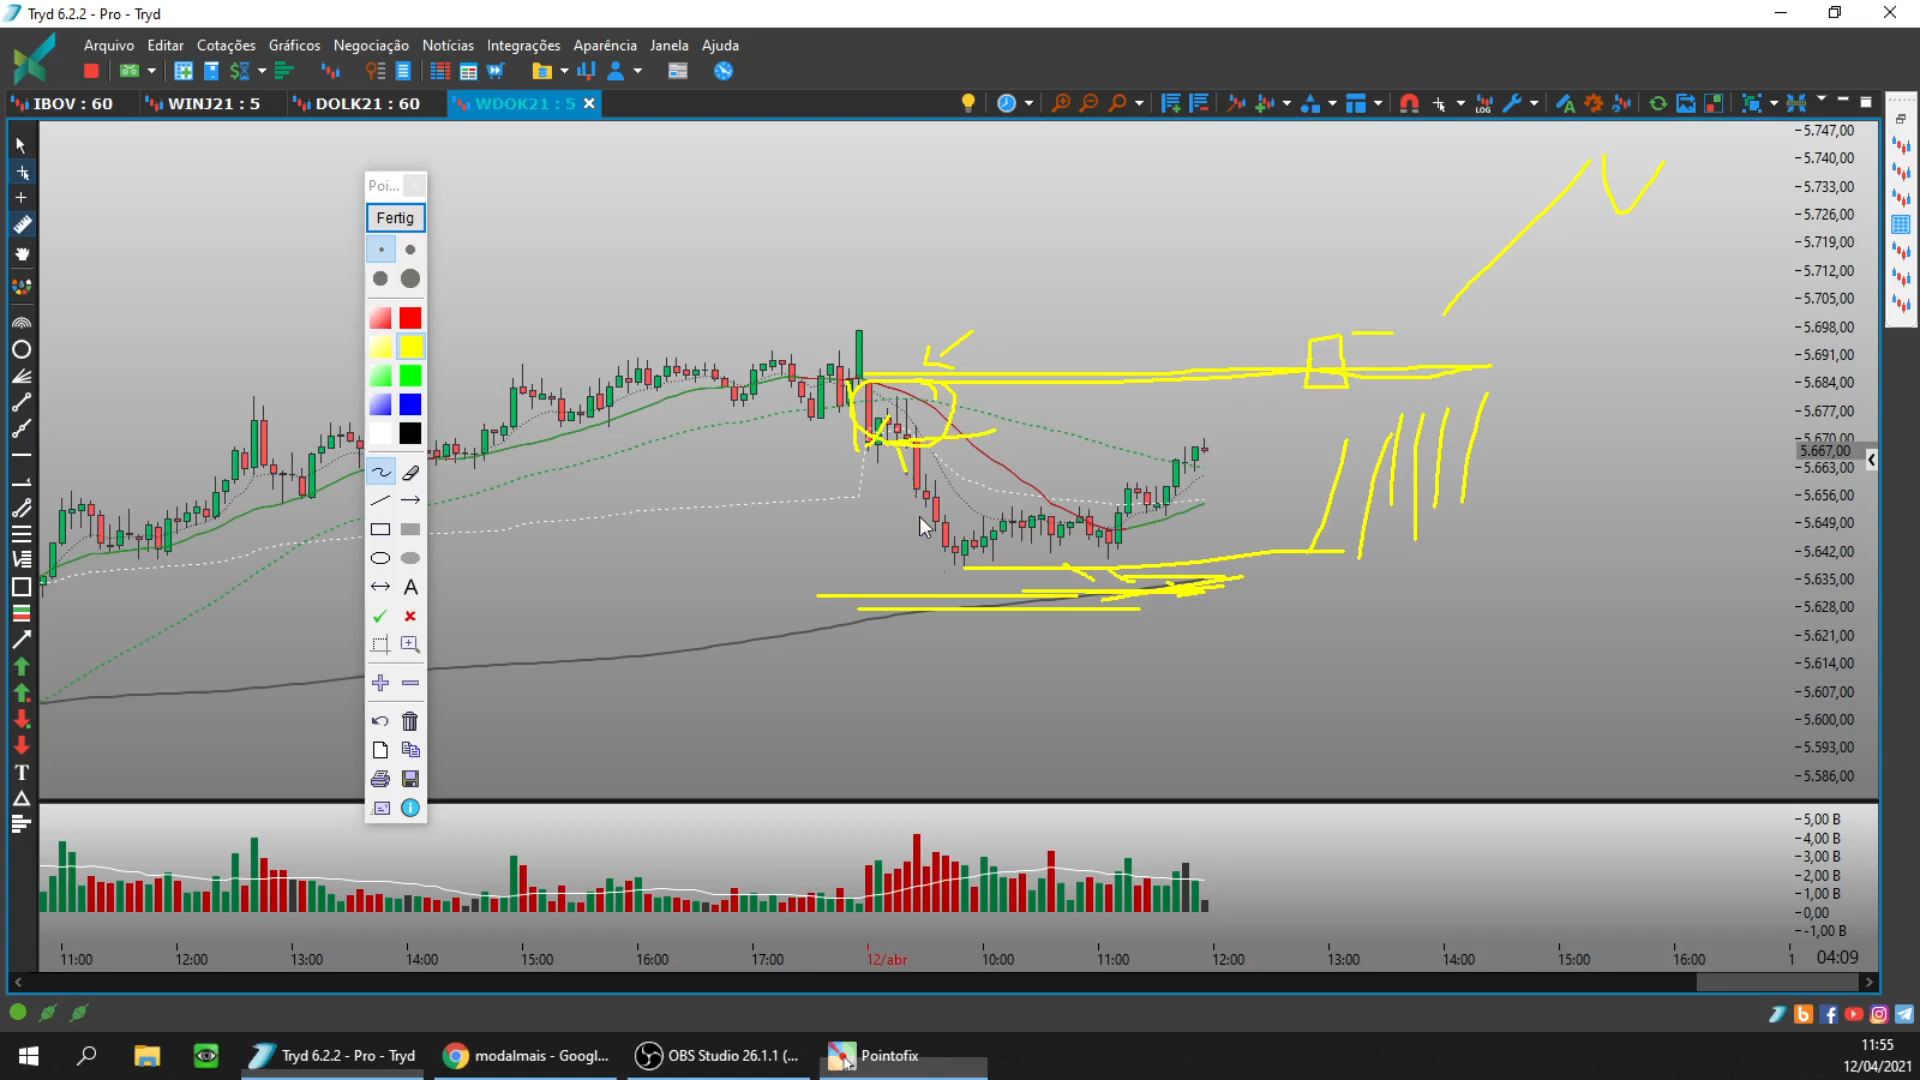 Tryd 6.2.2 - Pro - Tryd
Arquivo Editar Cotações Gráficos Negociação Notícias Integrações Aparência Janela Ajuda
IBOV : 60 WINJ21 : 5 DOLK21 : 60 WDOK21 : 5
LOG
5.747,00
5.740,00
5.733,00
5.726,00
5.719,00
5.712,00
5.705,00
5.698,00
5.691,00
5.684,00
5.677,00
5.670,00
5.667,00
5.663,00
5.656,00
5.649,00
5.642,00
5.635,00
5.628,00
5.621,00
5.614,00
5.607,00
5.600,00
5.593,00
5.586,00
Poi...
Fertig
A
T
5,00 B
4,00 B
3,00 B
2,00 B
1,00 B
0,00
-1,00 B
11:00 12:00 13:00 14:00 15:00 16:00 17:00 12/abr 10:00 11:00 12:00 13:00 14:00 15:00 16:00 1 04:09
Tryd 6.2.2 - Pro - Tryd
modalmais - Googl...
OBS Studio 26.1.1 (...
Pointofix
11:55
12/04/2021